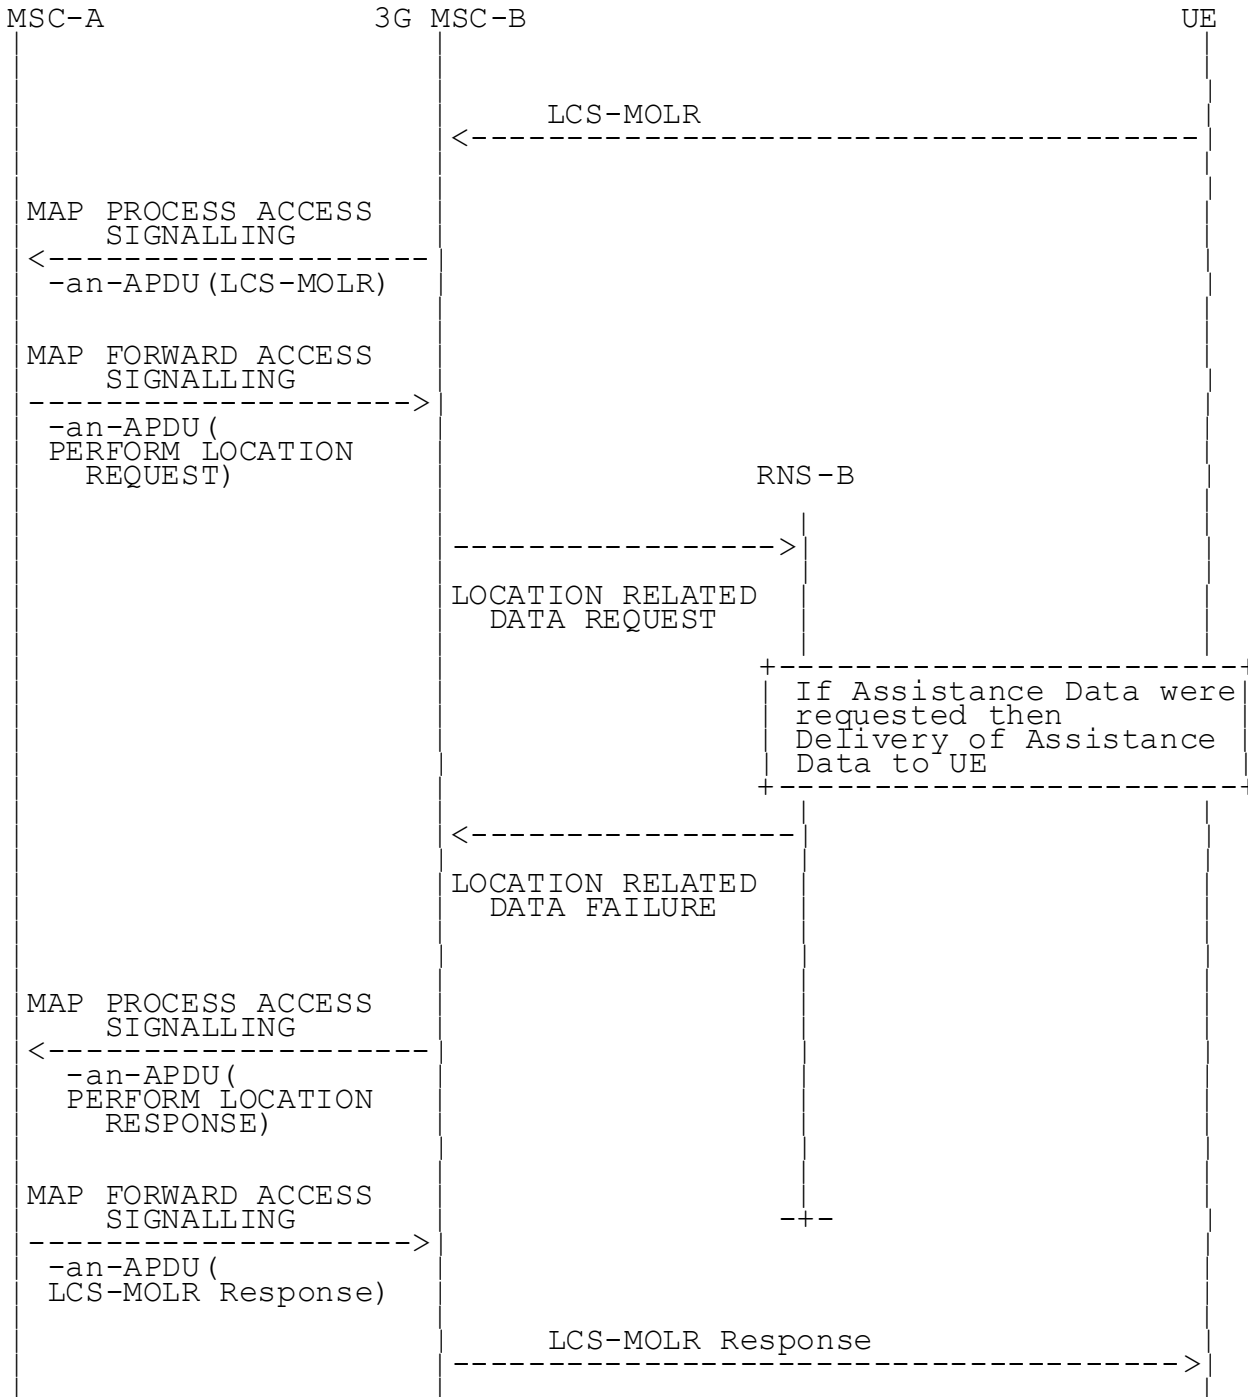 MSC-A 3G MSC-B UE
LCS-MOLR
MAP PROCESS ACCESS
SIGNALLING
-an-APDU(LCS-MOLR)
MAP FORWARD ACCESS
SIGNALLING
-an-APDU(
PERFORM LOCATION
REQUEST)
RNS-B
LOCATION RELATED
DATA REQUEST
If Assistance Data were
requested then
Delivery of Assistance
Data to UE
LOCATION RELATED
DATA FAILURE
MAP PROCESS ACCESS
SIGNALLING
-an-APDU(
PERFORM LOCATION
RESPONSE)
MAP FORWARD ACCESS
SIGNALLING
-an-APDU(
LCS-MOLR Response)
LCS-MOLR Response